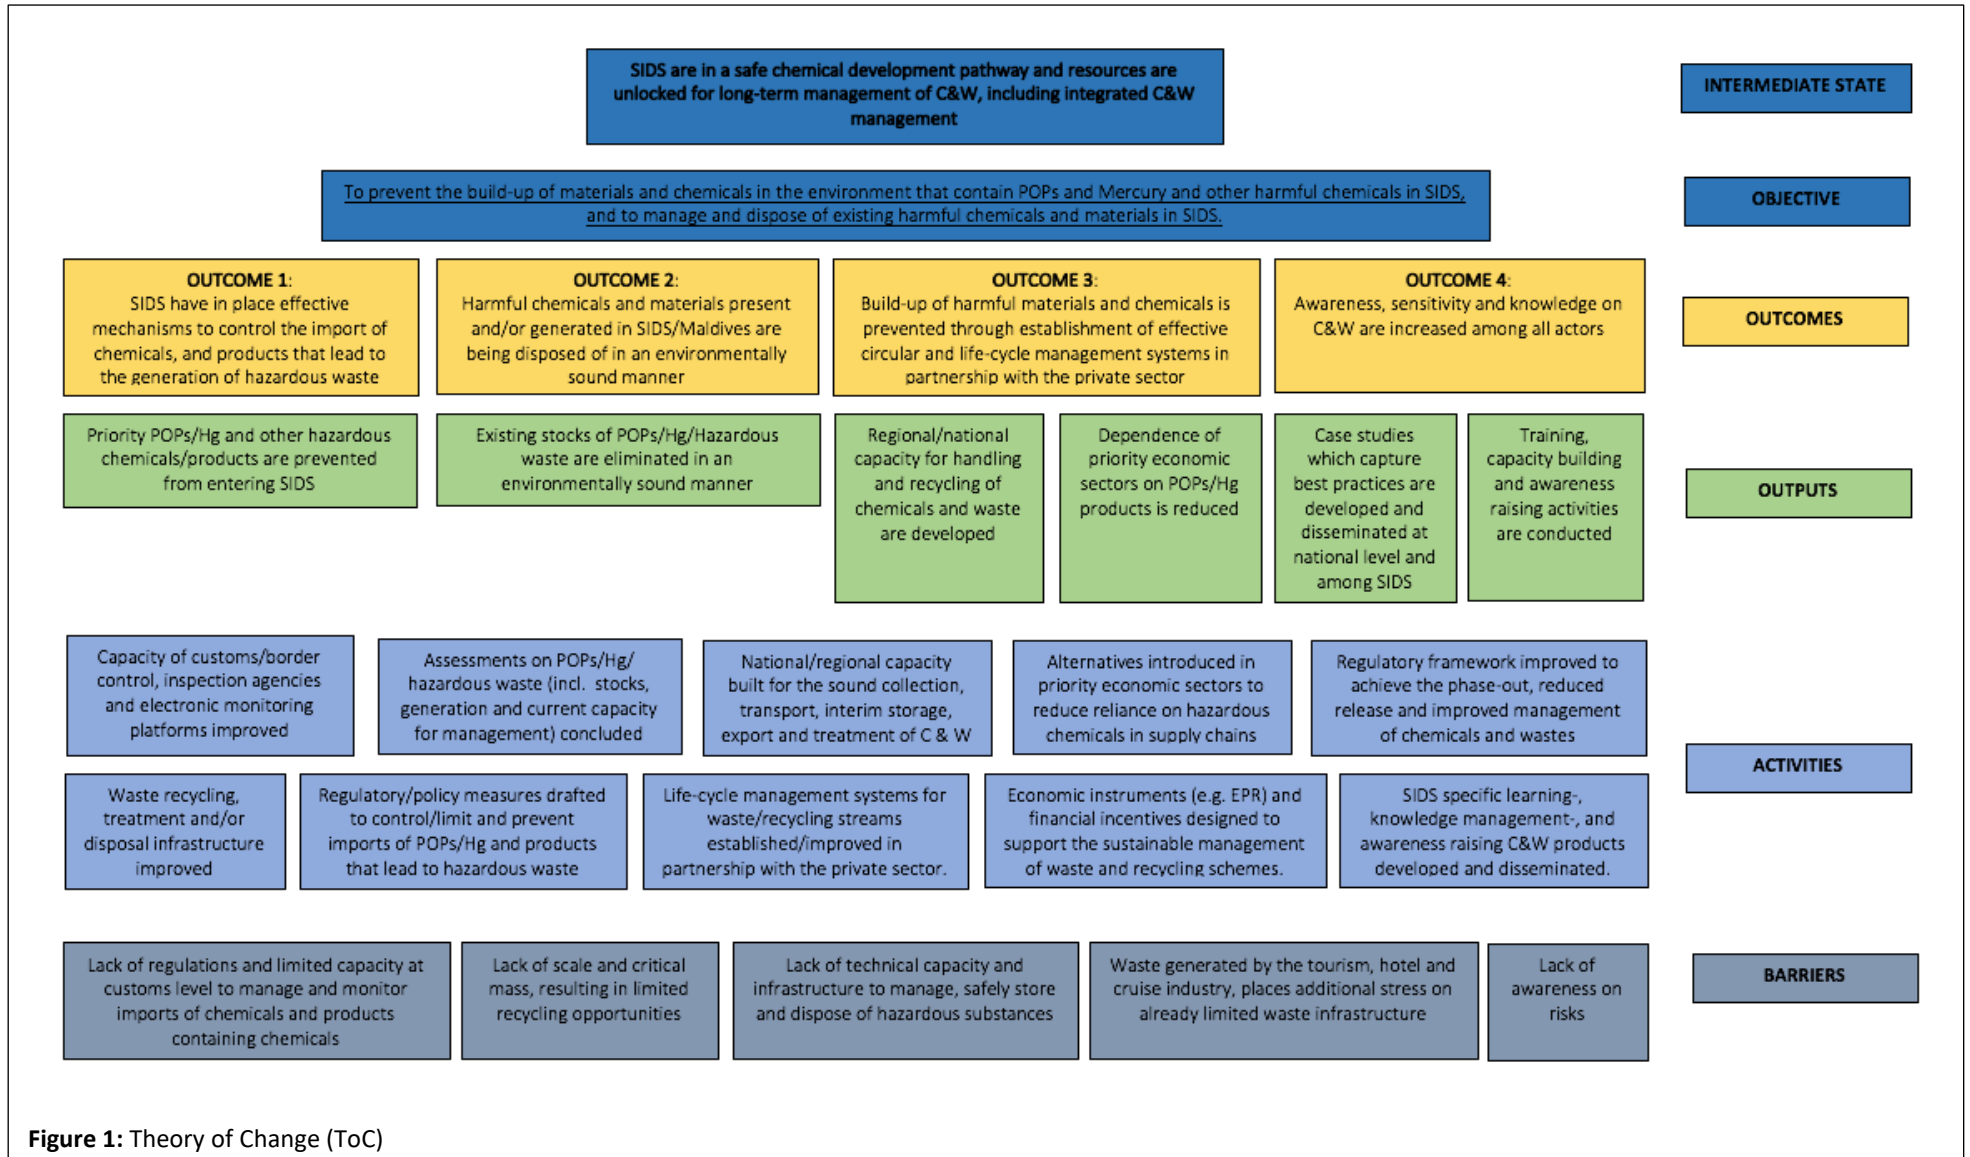 SIDS are in a safe chemical development pathway and resources are
unlocked for long-term management of C&W, including integrated C&W
management
INTERMEDIATE STATE
To prevent the build-up of materials and chemicals in the environment that contain POPs and Mercury and other harmful chemicals in SIDS,
and to manage and dispose of existing harmful chemicals and materials in SIDS.
OBJECTIVE
OUTCOME 1:
SIDS have in place effective
mechanisms to control the import of
chemicals, and products that lead to
the generation of hazardous waste
OUTCOME 2:
Harmful chemicals and materials present
and/or generated in SIDS/Maldives are
being disposed of in an environmentally
sound manner
OUTCOME 3:
Build-up of harmful materials and chemicals is
prevented through establishment of effective
circular and life-cycle management systems in
partnership with the private sector
OUTCOME 4:
Awareness, sensitivity and knowledge on
C&W are increased among all actors
OUTCOMES
Priority POPs/Hg and other hazardous
chemicals/products are prevented
from entering SIDS
Existing stocks of POPs/Hg/Hazardous
waste are eliminated in an
environmentally sound manner
Regional/national
capacity for handling
and recycling of
chemicals and waste
are developed
Dependence of
priority economic
sectors on POPs/Hg
products is reduced
Case studies
which capture
best practices are
developed and
disseminated at
national level and
among SIDS
Training,
capacity building
and awareness
raising activities
are conducted
OUTPUTS
Capacity of customs/border
control, inspection agencies
and electronic monitoring
platforms improved
Assessments on POPs/Hg/
hazardous waste (incl. stocks,
generation and current capacity
for management) concluded
National/regional capacity
built for the sound collection,
transport, interim storage,
export and treatment of C & W
Alternatives introduced in
priority economic sectors to
reduce reliance on hazardous
chemicals in supply chains
Regulatory framework improved to
achieve the phase-out, reduced
release and improved management
of chemicals and wastes
ACTIVITIES
Waste recycling,
treatment and/or
disposal infrastructure
improved
Regulatory/policy measures drafted
to control/limit and prevent
imports of POPs/Hg and products
that lead to hazardous waste
Life-cycle management systems for
waste/recycling streams
established/improved in
partnership with the private sector.
Economic instruments (e.g. EPR) and
financial incentives designed to
support the sustainable management
of waste and recycling schemes.
SIDS specific learning-,
knowledge management-, and
awareness raising C&W products
developed and disseminated.
Lack of regulations and limited capacity at
customs level to manage and monitor
imports of chemicals and products
containing chemicals
Lack of scale and critical
mass, resulting in limited
recycling opportunities
Lack of technical capacity and
infrastructure to manage, safely store
and dispose of hazardous substances
Waste generated by the tourism, hotel and
cruise industry, places additional stress on
already limited waste infrastructure
Lack of
awareness on
risks
BARRIERS
Figure 1: Theory of Change (ToC)